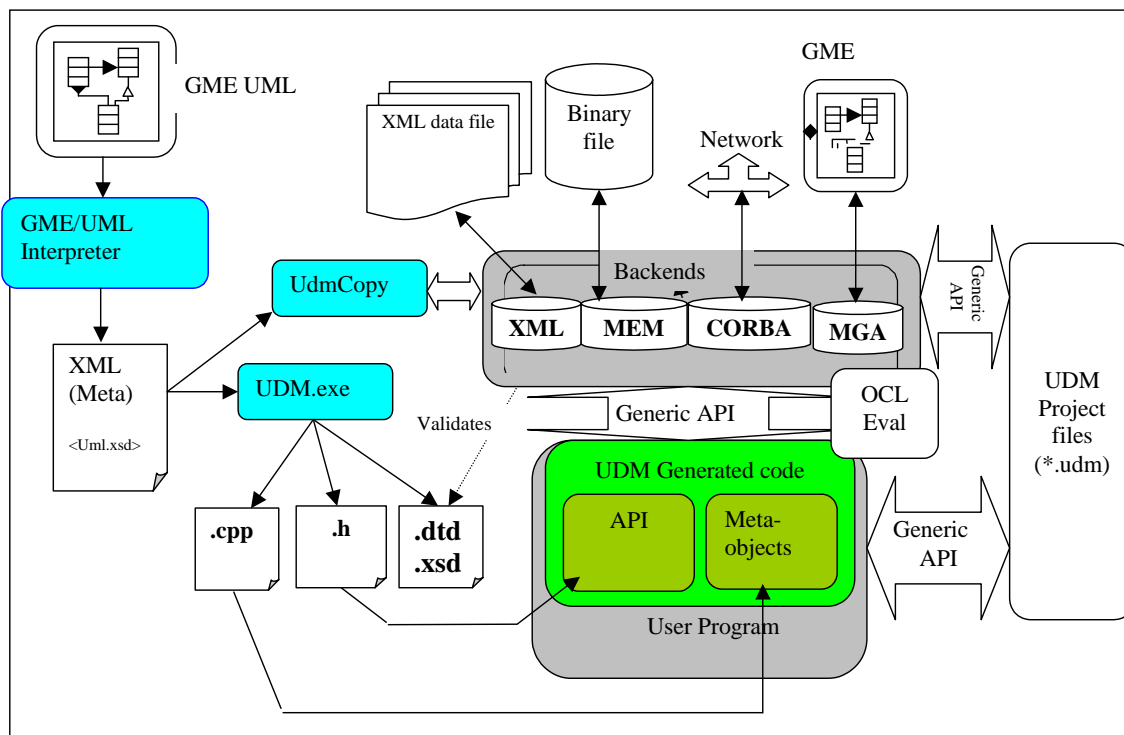 GME UML
GME
XML data file
Binary
file
Network
GME/UML
Interpreter
UdmCopy
Backends
XML
MEM
CORBA
MGA
Generic
API
XML
(Meta)
<Uml.xsd>
UDM.exe
Validates
Generic API
OCL
Eval
UDM
Project
files
(*.udm)
UDM Generated code
.cpp
.h
.dtd
.xsd
API
Meta-
objects
Generic
API
User Program